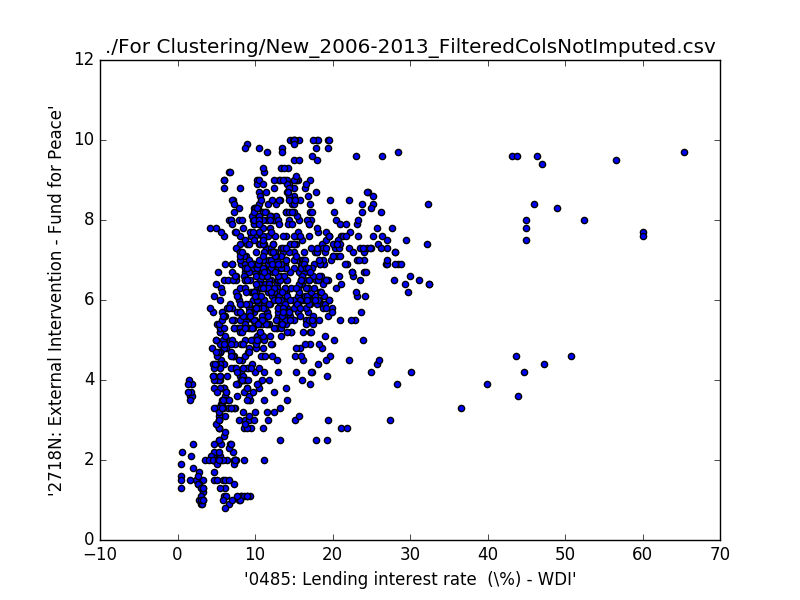 ./For Clustering/New_2006-2013_FilteredColsNotImputed.csv
12
10
8
6
4
2
0
'2718N: External Intervention - Fund for Peace'
−10 0 10 20 30 40 50 60 70
'0485: Lending interest rate  (\%) - WDI'